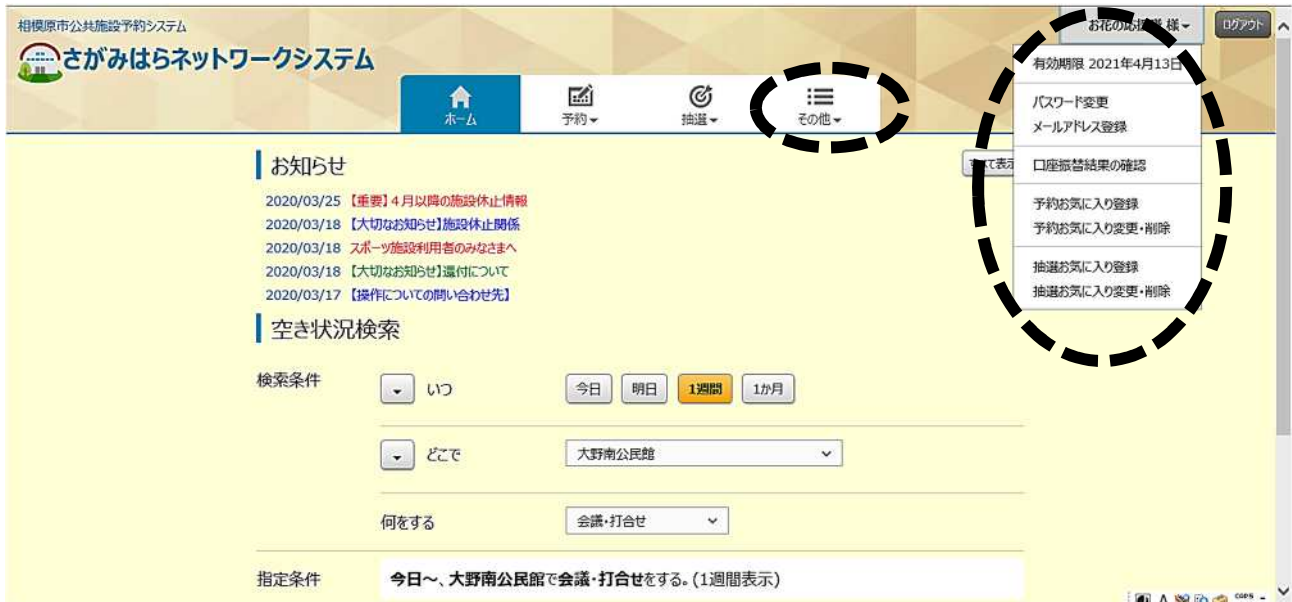 相模原市公共施設予約システム
さがみはらネットワークシステム
お花の応援 様
ログアウト
ホーム
予約
抽選
その他
有効期限 2021年4月13日
パスワード変更
メールアドレス登録
口座振替結果の確認
予約お気に入り登録
予約お気に入り変更・削除
抽選お気に入り登録
抽選お気に入り変更・削除
お知らせ
て表示
2020/03/25 【重要】4月以降の施設休止情報
2020/03/18 【大切なお知らせ】施設休止関係
2020/03/18 スポーツ施設利用者のみなさまへ
2020/03/18 【大切なお知らせ】還付について
2020/03/17 【操作についての問い合わせ先】
空き状況検索
検索条件
いつ
今日 明日 1週間 1か月
どこで
大野南公民館
何をする
会議・打合せ
指定条件
今日～、大野南公民館で会議・打合せをする。(1週間表示)
A
CAPS